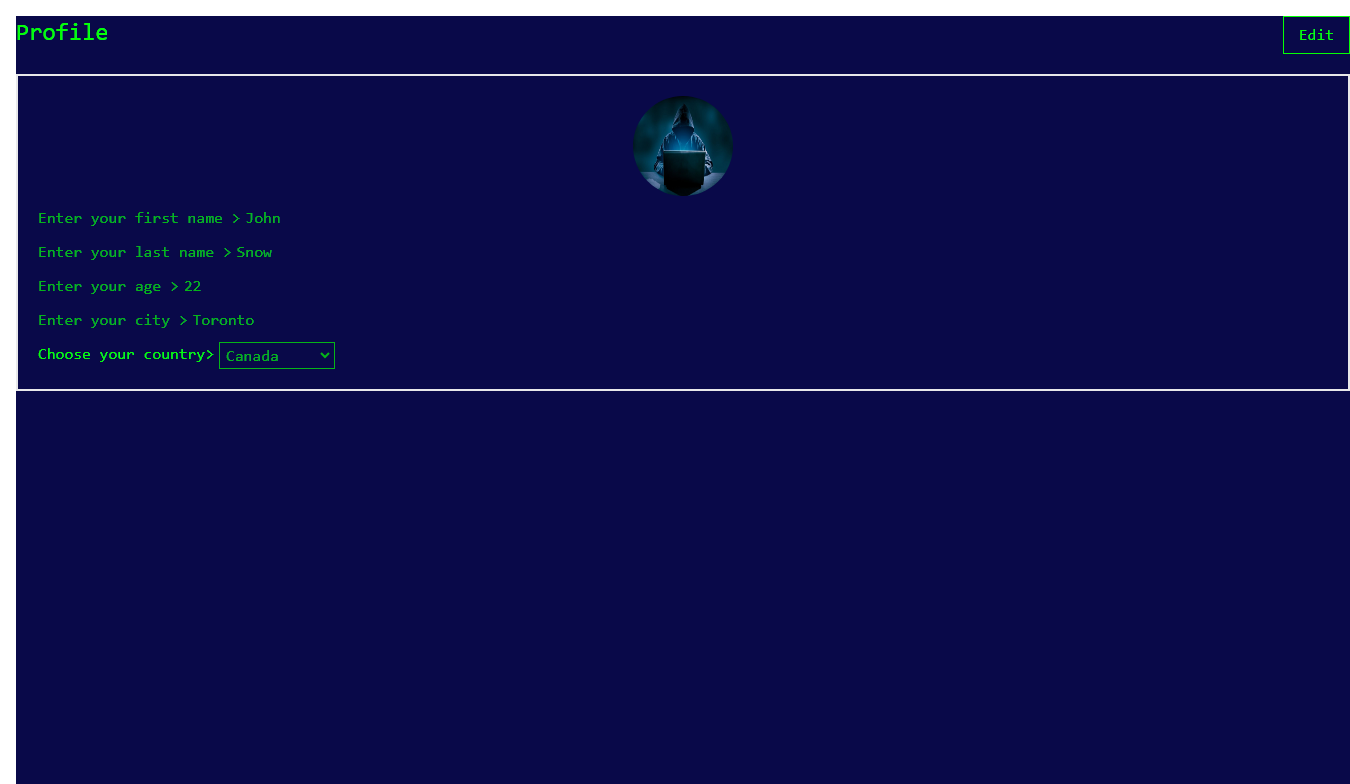 Profile
Edit
Enter your first name > John
Enter your last name > Snow
Enter your age > 22
Enter your city > Toronto
Choose your country> Canada